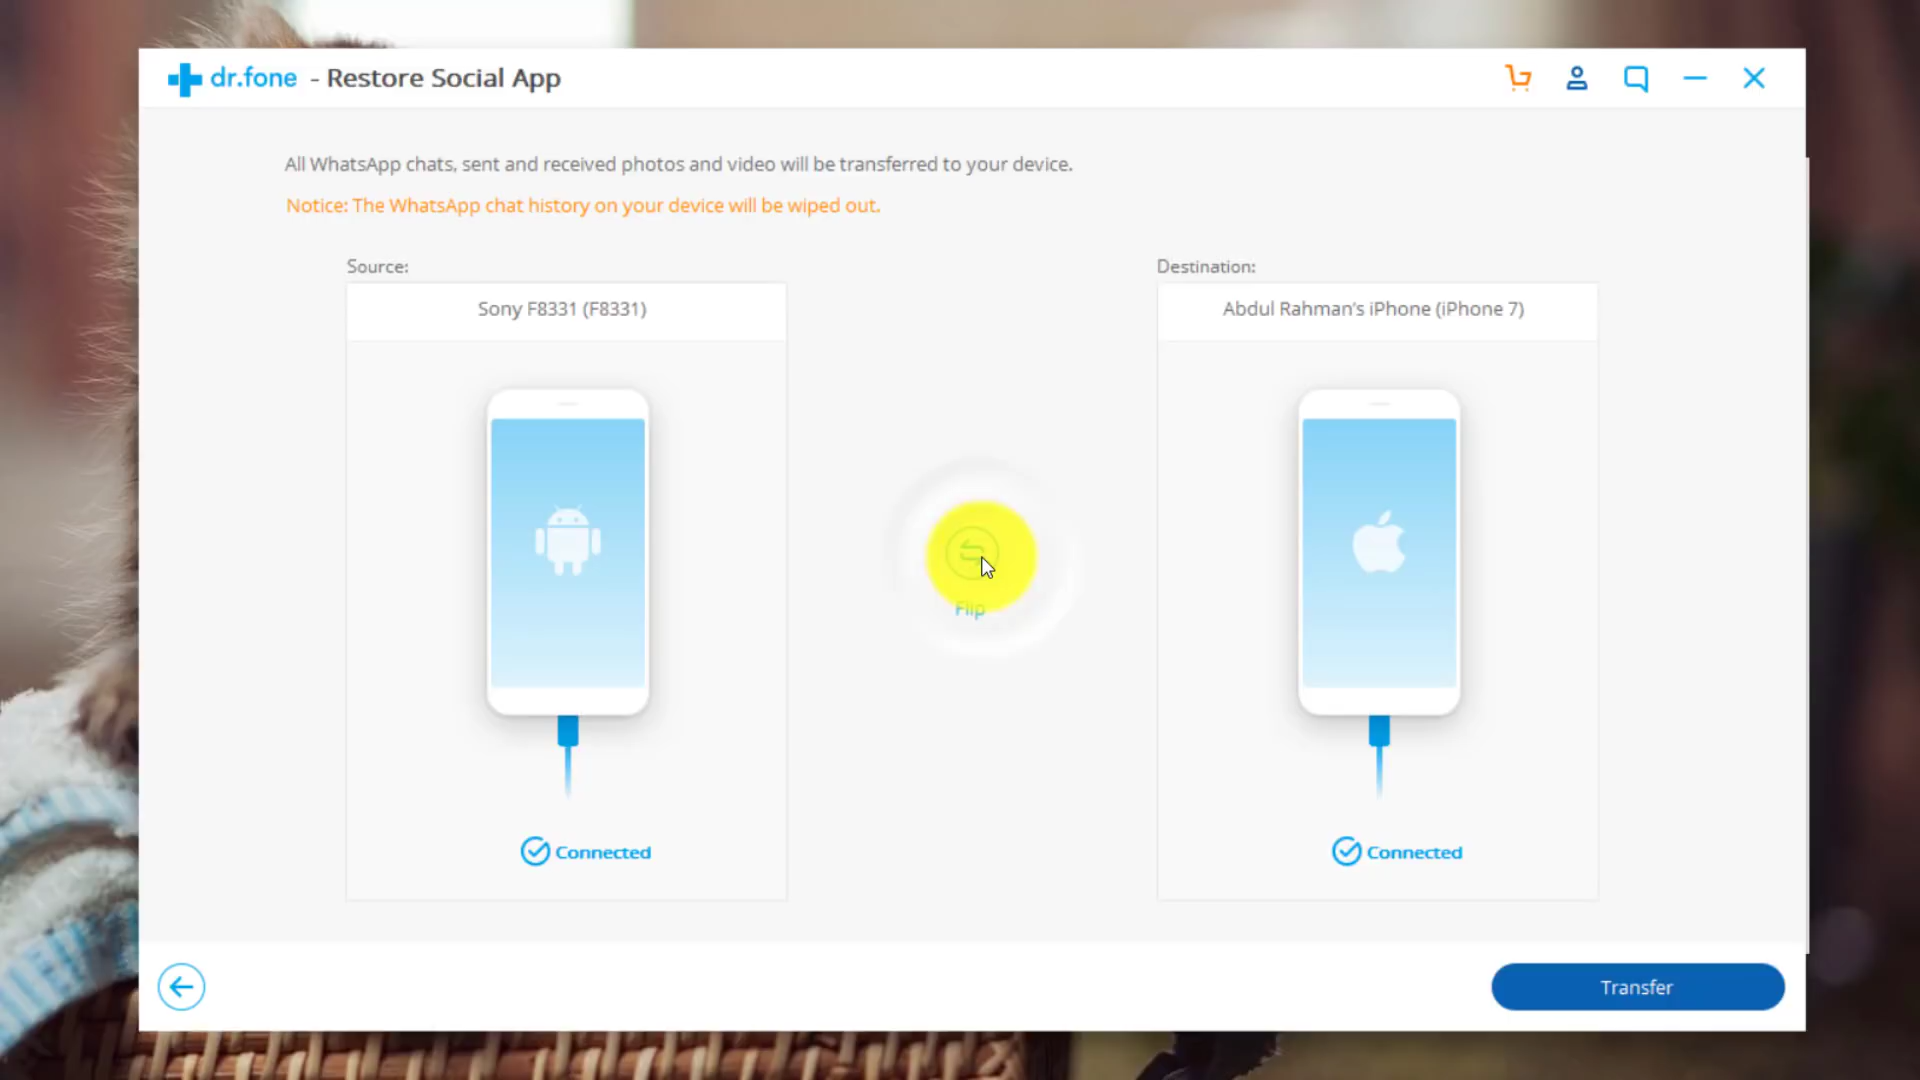 dr.fone - Restore Social App
All WhatsApp chats, sent and received photos and video will be transferred to your device.
Notice: The WhatsApp chat history on your device will be wiped out.
Source:
Destination:
Sony F8331 (F8331)
Abdul Rahman's iPhone (iPhone 7)
Flip
Connected
Connected
Transfer